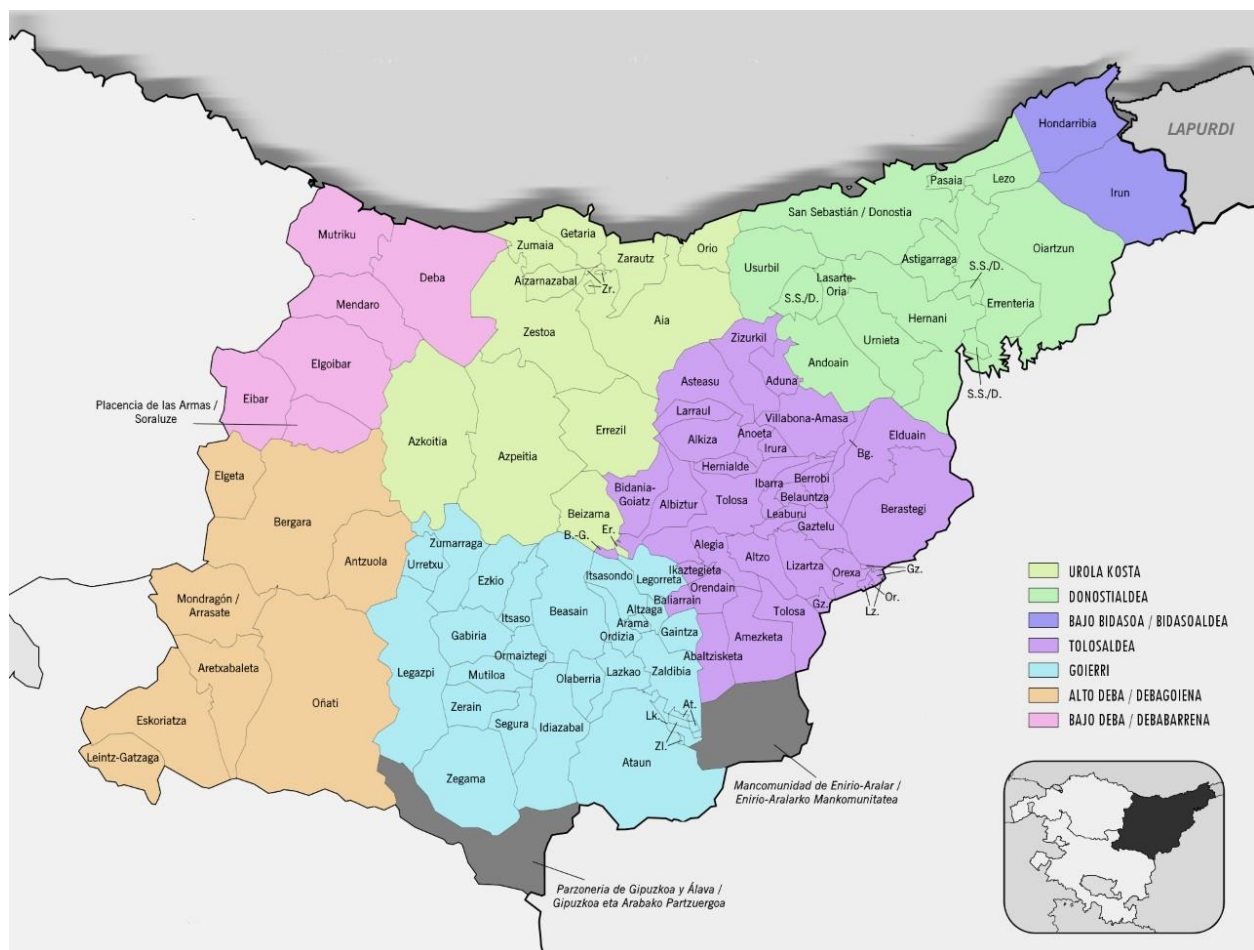 Hondarribia
LAPURDI
Irun
Pasaia
Lezo
San Sebastián / Donostia
Oiartzun
Astigarraga
S.S./D.
Usurbil
Lasarte-
Oria
S.S./D.
Errenteria
Hernani
Urnieta
Andoain
S.S./D.
Mutriku
Deba
Mendaro
Elgoibar
Eibar
Placencia de las Armas /
Soraluze
Getaria
Zumaia
Orio
Zarautz
Aizarnazabal
Zr.
Aia
Zestoa
Azkoitia
Azpeitia
Errezil
Beizama
Er.
B.-G.
Zizurkil
Asteasu
Aduna
Larraul
Villabona-Amasa
Alkiza
Anoeta
Irura
Elduain
Bg.
Hernialde
Bidania-
Goiatz
Albiztur
Tolosa
Ibarra
Berrobi
Belauntza
Leaburu
Gaztelu
Berastegi
Alegia
Altzo
Lizartza
Orexa
Gz.
Or.
Lz.
Gz.
Ikaztegieta
Orendain
Baliarrain
Tolosa
Amezketa
Abaltzisketa
Elgeta
Bergara
Antzuola
Mondragón /
Arrasate
Aretxabaleta
Oñati
Eskoriatza
Leintz-Gatzaga
Zumarraga
Urretxu
Ezkio
Itsaso
Beasain
Itsasondo
Legorreta
Altzaga
Arama
Ordizia
Gaintza
Gabiria
Ormaiztegi
Legazpi
Mutiloa
Olaberria
Lazkao
Zaldibia
Zerain
Segura
Idiazabal
Lk.
At.
Zl.
Ataun
Zegama
Mancomunidad de Enirio-Aralar /
Enirio-Aralarko Mankomunitatea
Parzoneria de Gipuzkoa y Álava /
Gipuzkoa eta Arabako Partzuergoa
UROLA KOSTA
DONOSTIALDEA
BAJO BIDASOA / BIDASOALDEA
TOLOSALDEA
GOIERRI
ALTO DEBA / DEBAGOIENA
BAJO DEBA / DEBABARRENA